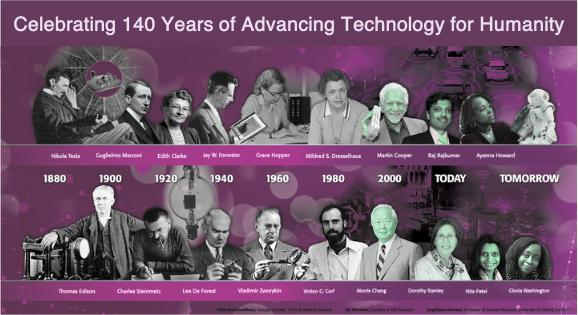 Celebrating 140 Years of Advancing Technology for Humanity
Nikola Tesla Guglielmo Marconi Edith Clarke Jay W. Forrester Grace Hopper Mildred S. Dresselhaus Martin Cooper Raj Rajkumar Ayanna Howard
1880 1900 1920 1940 1960 1980 2000 TODAY TOMORROW
Thomas Edison Charles Steinmetz Lee De Forest Vladimir Zworykin Vinton G. Cerf Morris Chang Dorothy Stanley Nita Patel Gloria Washington